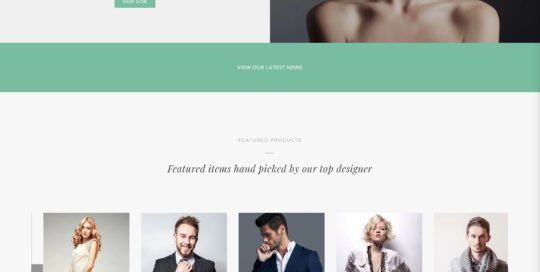 SHOP NOW
VIEW OUR LATEST NEWS
FEATURED PRODUCTS
Featured items hand picked by our top designer